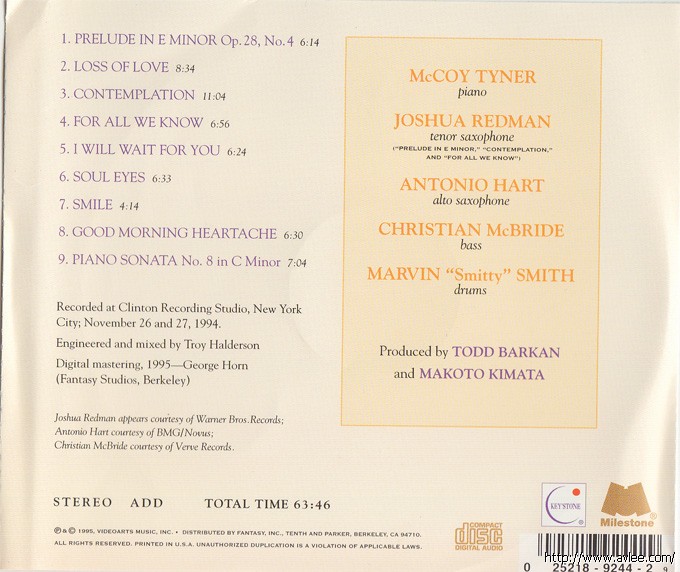 1. PRELUDE IN E MINOR Op. 28, No. 4 6:14
2. LOSS OF LOVE 8:34
3. CONTEMPLATION 11:04
4. FOR ALL WE KNOW 6:56
5. I WILL WAIT FOR YOU 6:24
6. SOUL EYES 6:33
7. SMILE 4:14
8. GOOD MORNING HEARTACHE 6:30
9. PIANO SONATA No. 8 in C Minor 7:04
Recorded at Clinton Recording Studio, New York
City; November 26 and 27, 1994.
Engineered and mixed by Troy Halderson
Digital mastering, 1995—George Horn
(Fantasy Studios, Berkeley)
Joshua Redman appears courtesy of Warner Bros. Records;
Antonio Hart courtesy of BMG/Novus;
Christian McBride courtesy of Verve Records.
McCOY TYNER
piano
JOSHUA REDMAN
tenor saxophone
("PRELUDE IN E MINOR," "CONTEMPLATION,"
AND "FOR ALL WE KNOW")
ANTONIO HART
alto saxophone
CHRISTIAN McBRIDE
bass
MARVIN "Smitty" SMITH
drums
Produced by TODD BARKAN
and MAKOTO KIMATA
STEREO ADD TOTAL TIME 63:46
℗ & © 1995, VIDEOARTS MUSIC, INC. • DISTRIBUTED BY FANTASY, INC., TENTH AND PARKER, BERKELEY, CA 94710.
ALL RIGHTS RESERVED. PRINTED IN U.S.A. UNAUTHORIZED DUPLICATION IS A VIOLATION OF APPLICABLE LAWS.
COMPACT
disc
DIGITAL AUDIO
KEYSTONE
Milestone®
0 25218-9244-2 9
http://www.avlee.com